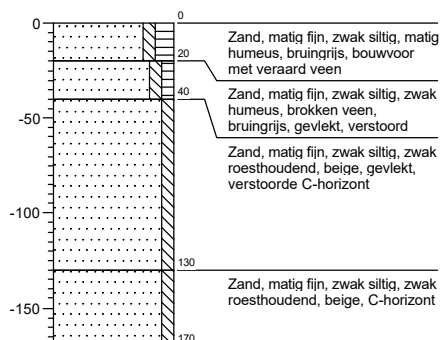 0
0
Zand, matig fijn, zwak siltig, matig
humeus, bruingrijs, bouwvoor
met veraard veen
20
Zand, matig fijn, zwak siltig, zwak
humeus, brokken veen,
bruingrijs, gevlekt, verstoord
40
-50
Zand, matig fijn, zwak siltig, zwak
roesthoudend, beige, gevlekt,
verstoorde C-horizont
-100
130
Zand, matig fijn, zwak siltig, zwak
roesthoudend, beige, C-horizont
-150
170